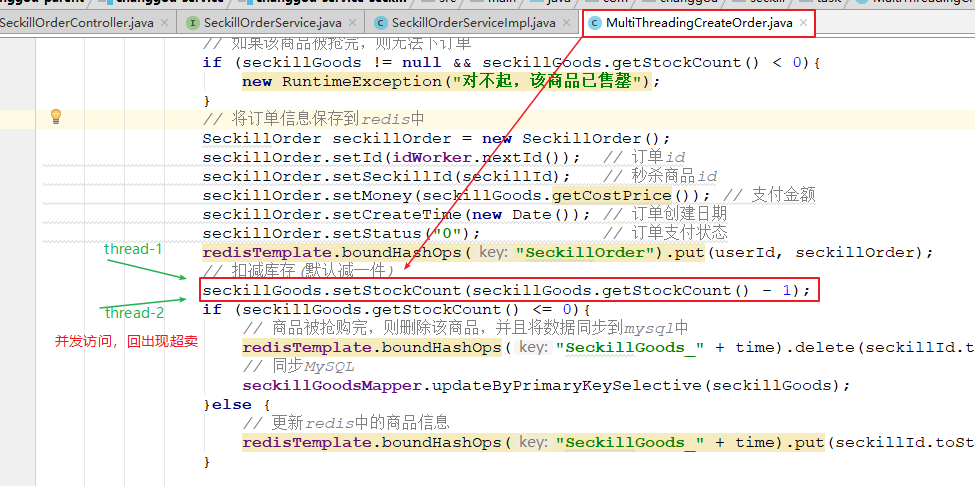 SeckillOrderController.java × SeckillOrderService.java × SeckillOrderServiceImpl.java × MultiThreadingCreateOrder.java ×
// 如果该商品被抢完，则无法下订单
if (seckillGoods != null && seckillGoods.getStockCount() < 0){
new RuntimeException("对不起，该商品已售罄");
}
// 将订单信息保存到redis中
SeckillOrder seckillOrder = new SeckillOrder();
seckillOrder.setId(idWorker.nextId()); // 订单id
seckillOrder.setSeckillId(seckillId); // 秒杀商品id
seckillOrder.setMoney(seckillGoods.getCostPrice()); // 支付金额
seckillOrder.setCreateTime(new Date()); // 订单创建日期
seckillOrder.setStatus("0"); // 订单支付状态
thread-1
redisTemplate.boundHashOps( key: "SeckillOrder").put(userId, seckillOrder);
// 扣减库存(默认减一件)
seckillGoods.setStockCount(seckillGoods.getStockCount() - 1);
thread-2
if (seckillGoods.getStockCount() <= 0){
// 商品被抢购完，则删除该商品，并且将数据同步到mysql中
并发访问，回出现超卖
redisTemplate.boundHashOps( key: "SeckillGoods_" + time).delete(seckillId.t
// 同步MySQL
seckillGoodsMapper.updateByPrimaryKeySelective(seckillGoods);
}else {
// 更新redis中的商品信息
redisTemplate.boundHashOps( key: "SeckillGoods_" + time).put(seckillId.toSt
}